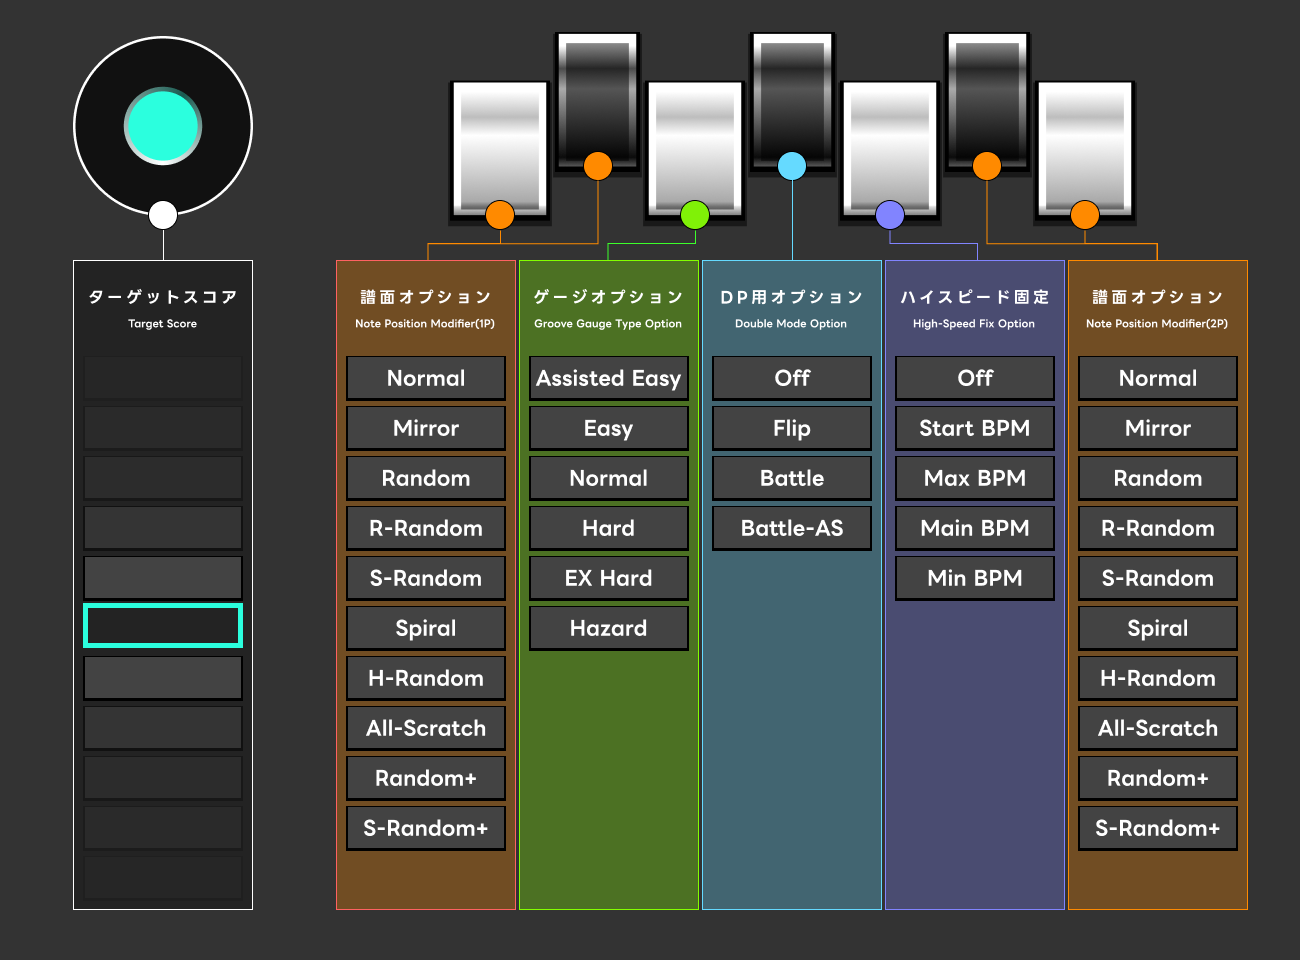 ターゲットスコア
Target Score
譜面オプション
Note Position Modifier(1P)
Normal
Mirror
Random
R-Random
S-Random
Spiral
H-Random
All-Scratch
Random+
S-Random+
ゲージオプション
Groove Gauge Type Option
Assisted Easy
Easy
Normal
Hard
EX Hard
Hazard
DP用オプション
Double Mode Option
Off
Flip
Battle
Battle-AS
ハイスピード固定
High-Speed Fix Option
Off
Start BPM
Max BPM
Main BPM
Min BPM
譜面オプション
Note Position Modifier(2P)
Normal
Mirror
Random
R-Random
S-Random
Spiral
H-Random
All-Scratch
Random+
S-Random+